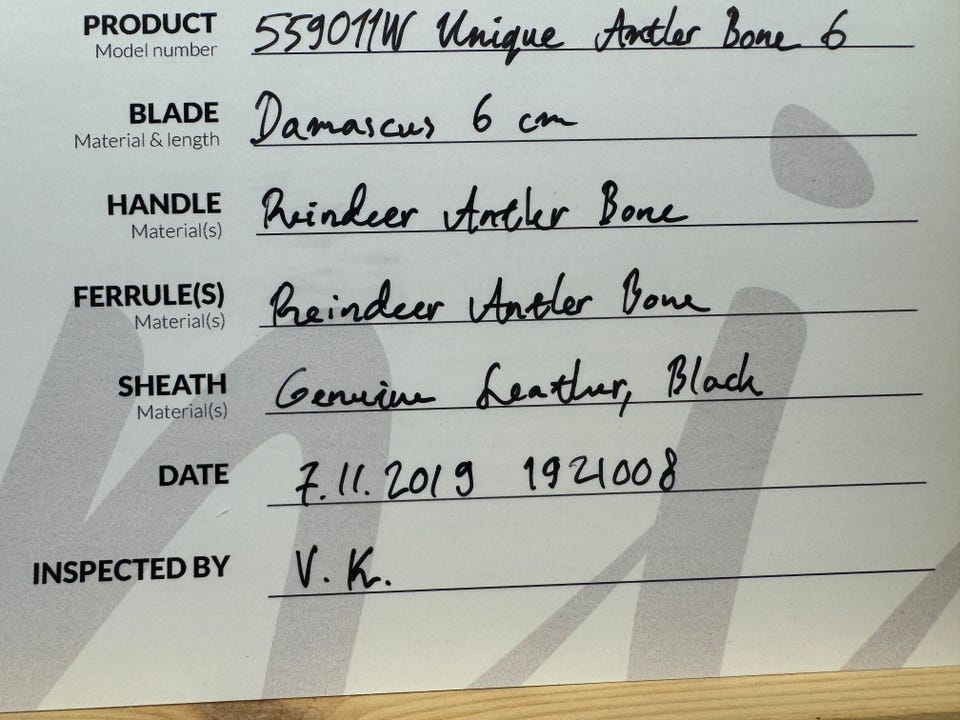 PRODUCT 559011W Unique Antler Bone 6
Model number
BLADE Damascus 6 cm
Material & length
HANDLE Reindeer Antler Bone
Material(s)
FERRULE(S) Reindeer Antler Bone
Material(s)
SHEATH Genuine Leather, Black
Material(s)
DATE 7.11.2019 1921008
INSPECTED BY V. K.